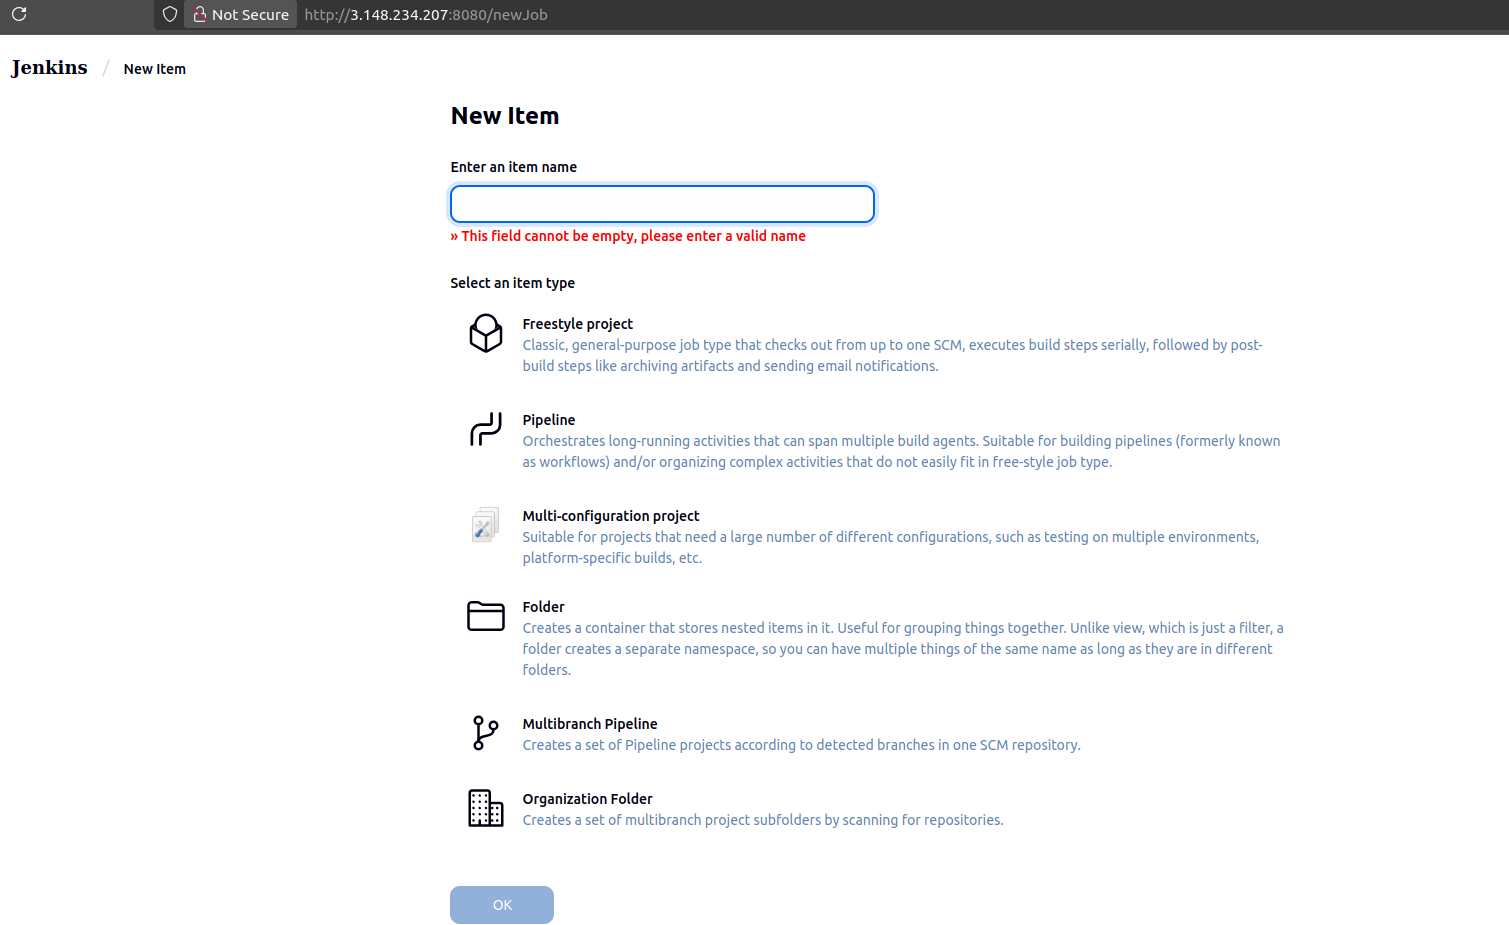 Not Secure http://3.148.234.207:8080/newJob
Jenkins / New Item
New Item
Enter an item name
» This field cannot be empty, please enter a valid name
Select an item type
Freestyle project
Classic, general-purpose job type that checks out from up to one SCM, executes build steps serially, followed by post-
build steps like archiving artifacts and sending email notifications.
Pipeline
Orchestrates long-running activities that can span multiple build agents. Suitable for building pipelines (formerly known
as workflows) and/or organizing complex activities that do not easily fit in free-style job type.
Multi-configuration project
Suitable for projects that need a large number of different configurations, such as testing on multiple environments,
platform-specific builds, etc.
Folder
Creates a container that stores nested items in it. Useful for grouping things together. Unlike view, which is just a filter, a
folder creates a separate namespace, so you can have multiple things of the same name as long as they are in different
folders.
Multibranch Pipeline
Creates a set of Pipeline projects according to detected branches in one SCM repository.
Organization Folder
Creates a set of multibranch project subfolders by scanning for repositories.
OK